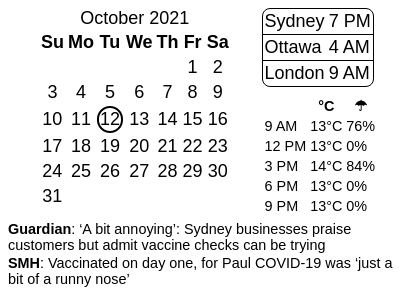 October 2021
Su Mo Tu We Th Fr Sa
1 2
3 4 5 6 7 8 9
10 11 12 13 14 15 16
17 18 19 20 21 22 23
24 25 26 27 28 29 30
31
Sydney 7 PM
Ottawa 4 AM
London 9 AM
°C ☂
9 AM 13°C 76%
12 PM 13°C 0%
3 PM 14°C 84%
6 PM 13°C 0%
9 PM 13°C 0%
Guardian: ‘A bit annoying’: Sydney businesses praise
customers but admit vaccine checks can be trying
SMH: Vaccinated on day one, for Paul COVID-19 was ‘just a
bit of a runny nose’